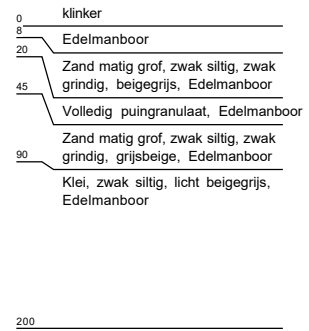 klinker
0
8
Edelmanboor
20
Zand matig grof, zwak siltig, zwak
grindig, beigegrijs, Edelmanboor
45
Volledig puingranulaat, Edelmanboor
Zand matig grof, zwak siltig, zwak
grindig, grijsbeige, Edelmanboor
90
Klei, zwak siltig, licht beigegrijs,
Edelmanboor
200